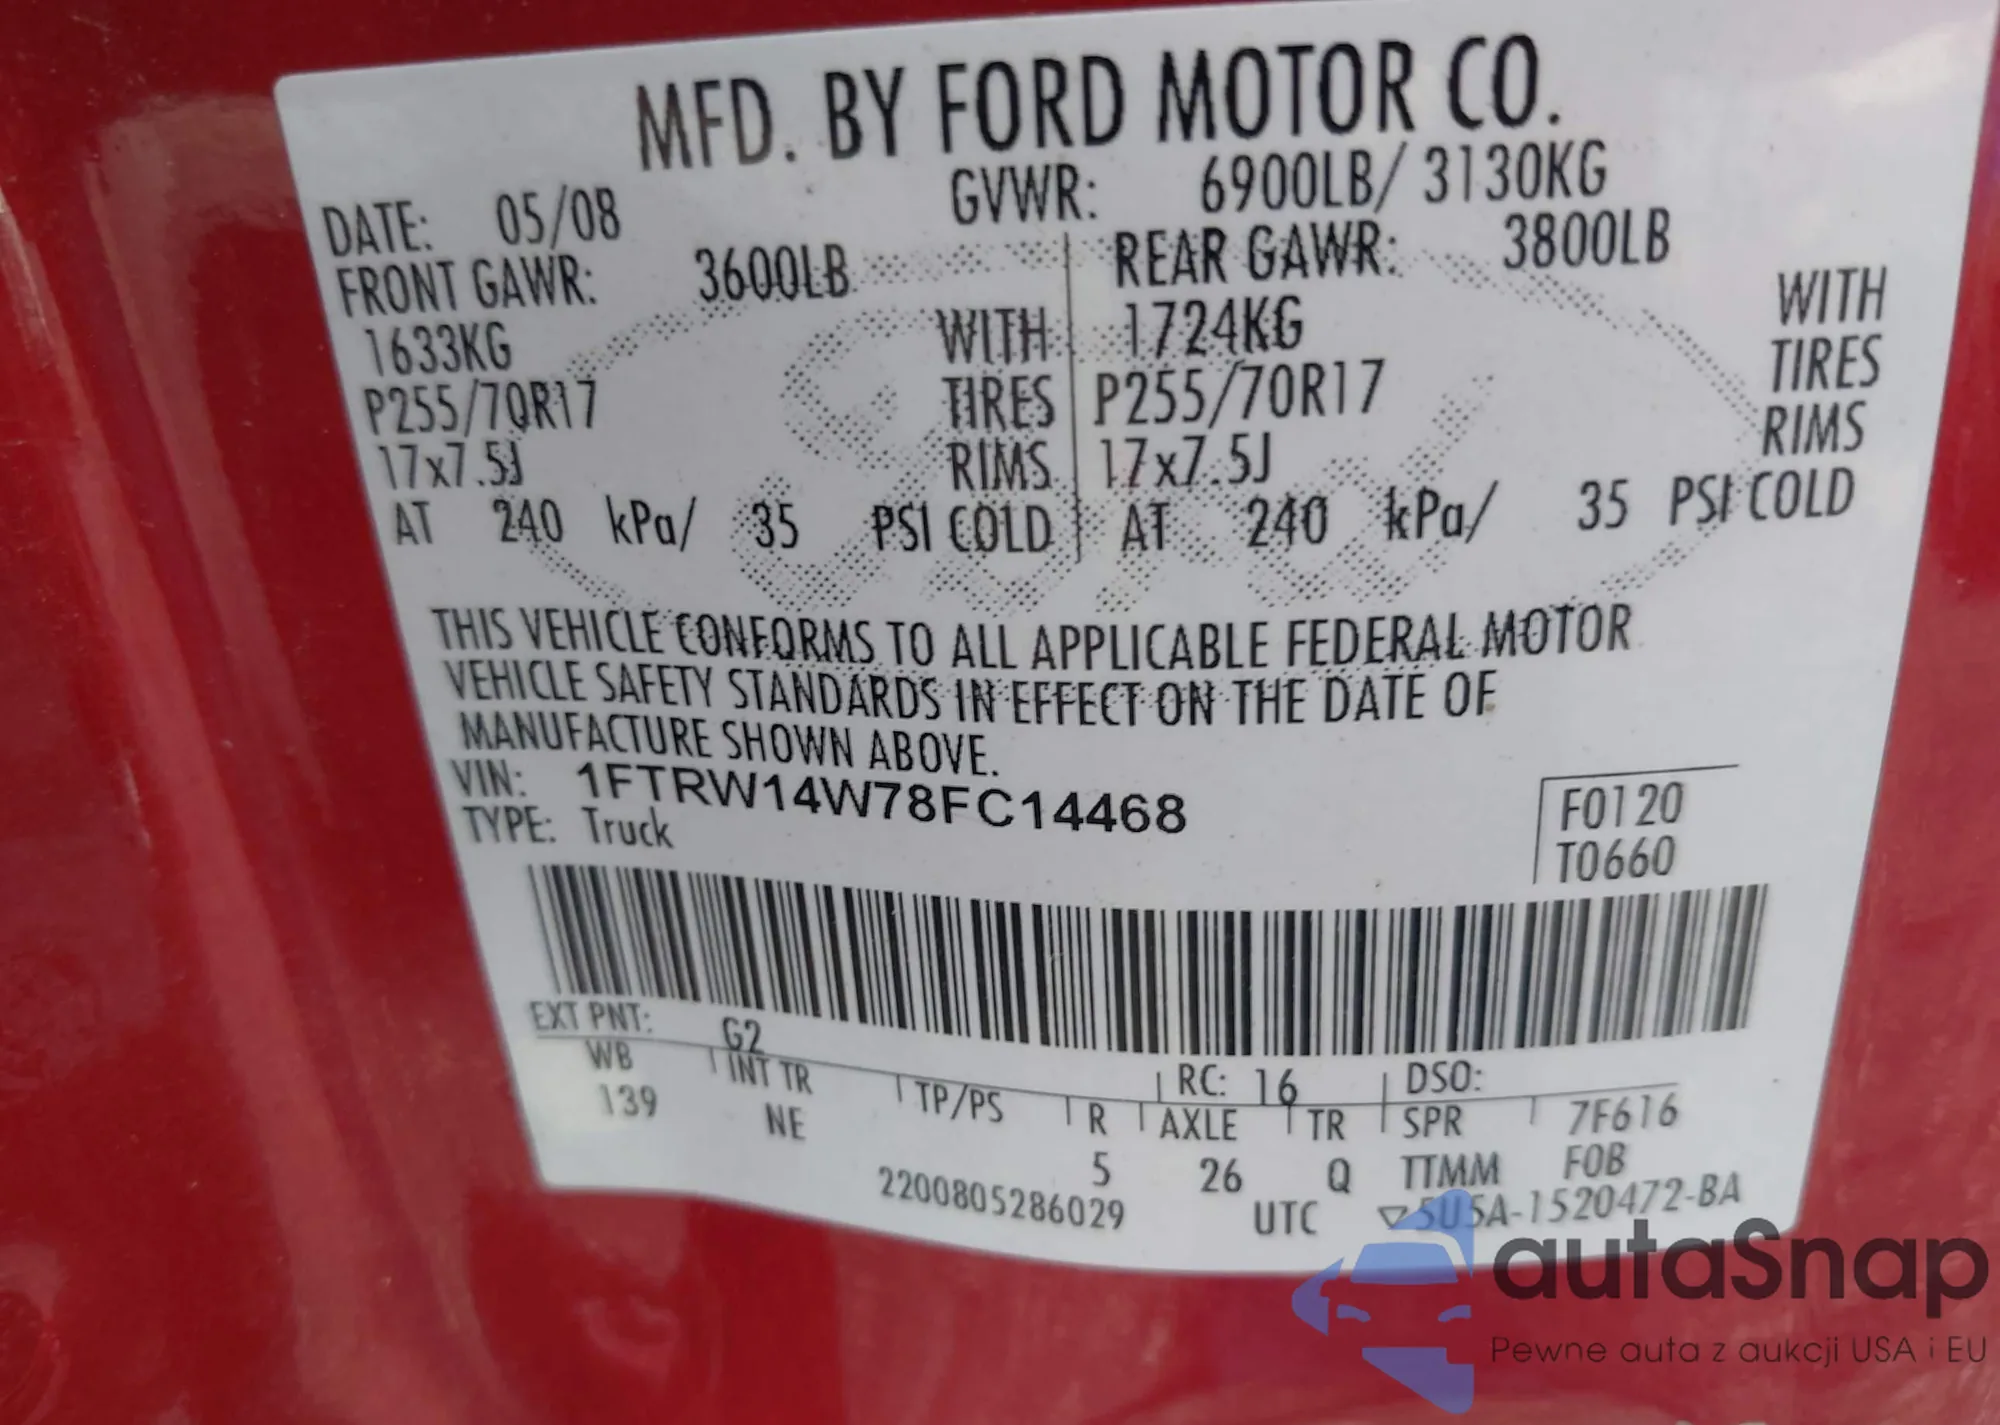 MFD. BY FORD MOTOR CO.
DATE: 05/08 GVWR: 6900LB/ 3130KG
FRONT GAWR: 3600LB REAR GAWR: 3800LB
1633KG WITH 1724KG WITH
P255/70R17 TIRES P255/70R17 TIRES
17x7.5J RIMS 17x7.5J RIMS
AT 240 kPa/ 35 PSI COLD AT 240 kPa/ 35 PSI COLD
THIS VEHICLE CONFORMS TO ALL APPLICABLE FEDERAL MOTOR
VEHICLE SAFETY STANDARDS IN EFFECT ON THE DATE OF
MANUFACTURE SHOWN ABOVE.
VIN: 1FTRW14W78FC14468 F0120
TYPE: Truck T0660
EXT PNT: G2 RC: 16 DSO:
WB INT TR TP/PS R AXLE TR SPR 7F616
139 NE 5 26 Q TTMM F0B
2200805286029 UTC ▽5U5A-1520472-BA
autaSnap
Pewne auta z aukcji USA i EU